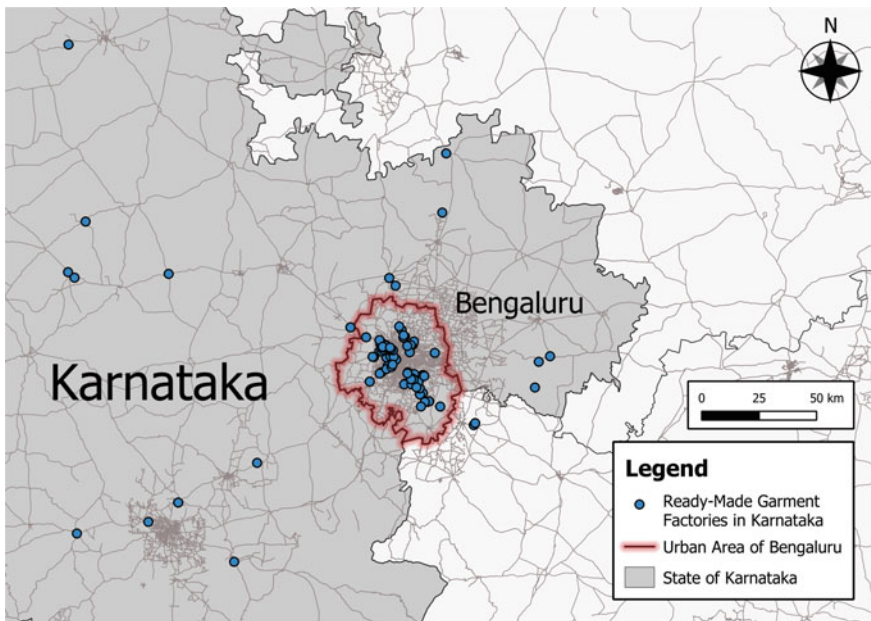 N
Bengaluru
Karnataka
0 25 50 km
Legend
Ready-Made Garment
Factories in Karnataka
Urban Area of Bengaluru
State of Karnataka